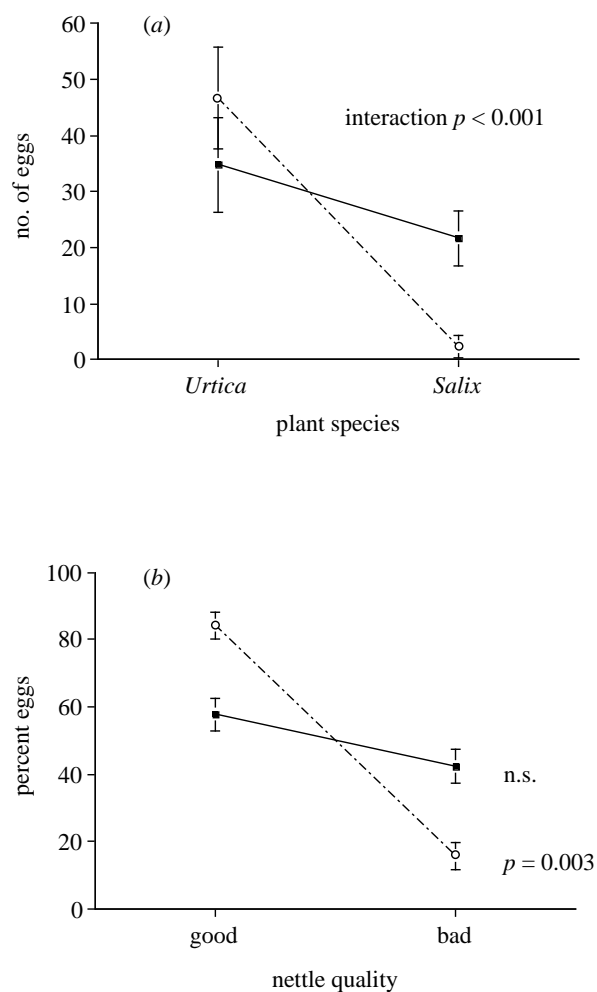 (a)
60
50
40
30
20
10
0
no. of eggs
interaction p < 0.001
Urtica
Salix
plant species
(b)
100
80
60
40
20
0
percent eggs
n.s.
p = 0.003
good
bad
nettle quality